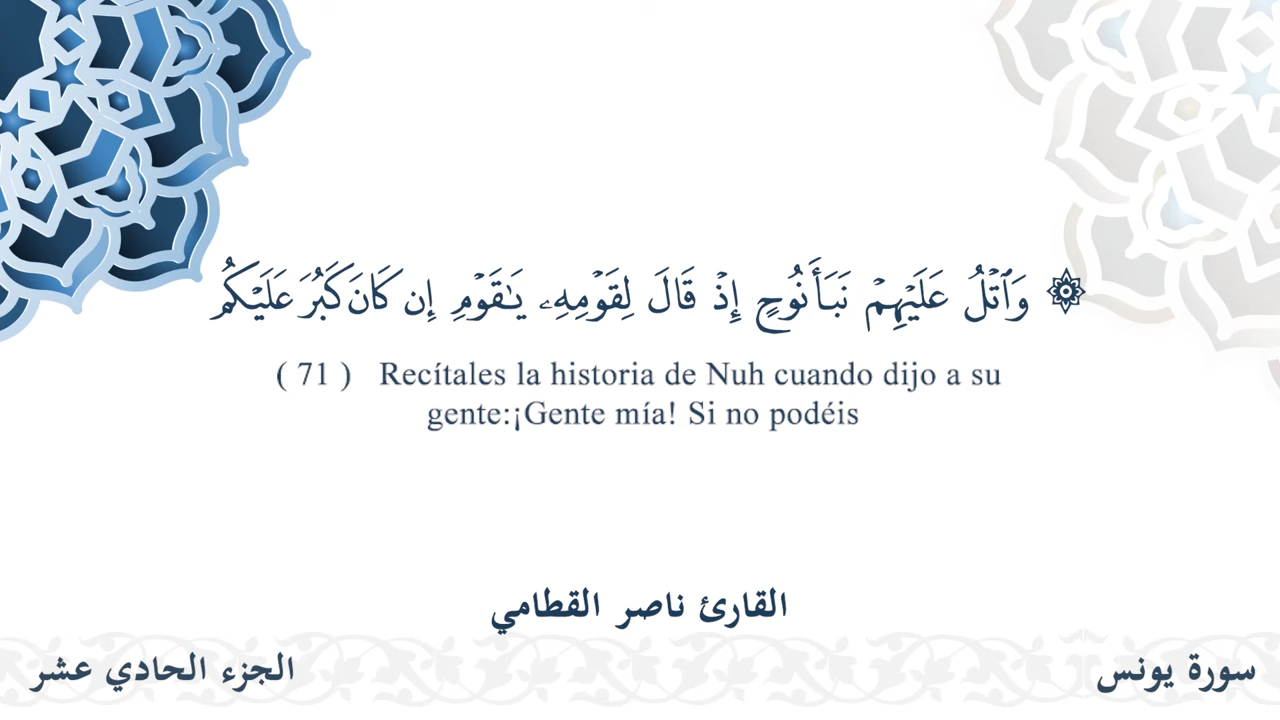 ۞ وَٱتۡلُ عَلَيۡهِمۡ نَبَأَ نُوحٍ إِذۡ قَالَ لِقَوۡمِهِۦ يَٰقَوۡمِ إِن كَانَ كَبُرَ عَلَيۡكُم
( 71 ) Recítales la historia de Nuh cuando dijo a su
gente:¡Gente mía! Si no podéis
القارئ ناصر القطامي
سورة يونس
الجزء الحادي عشر